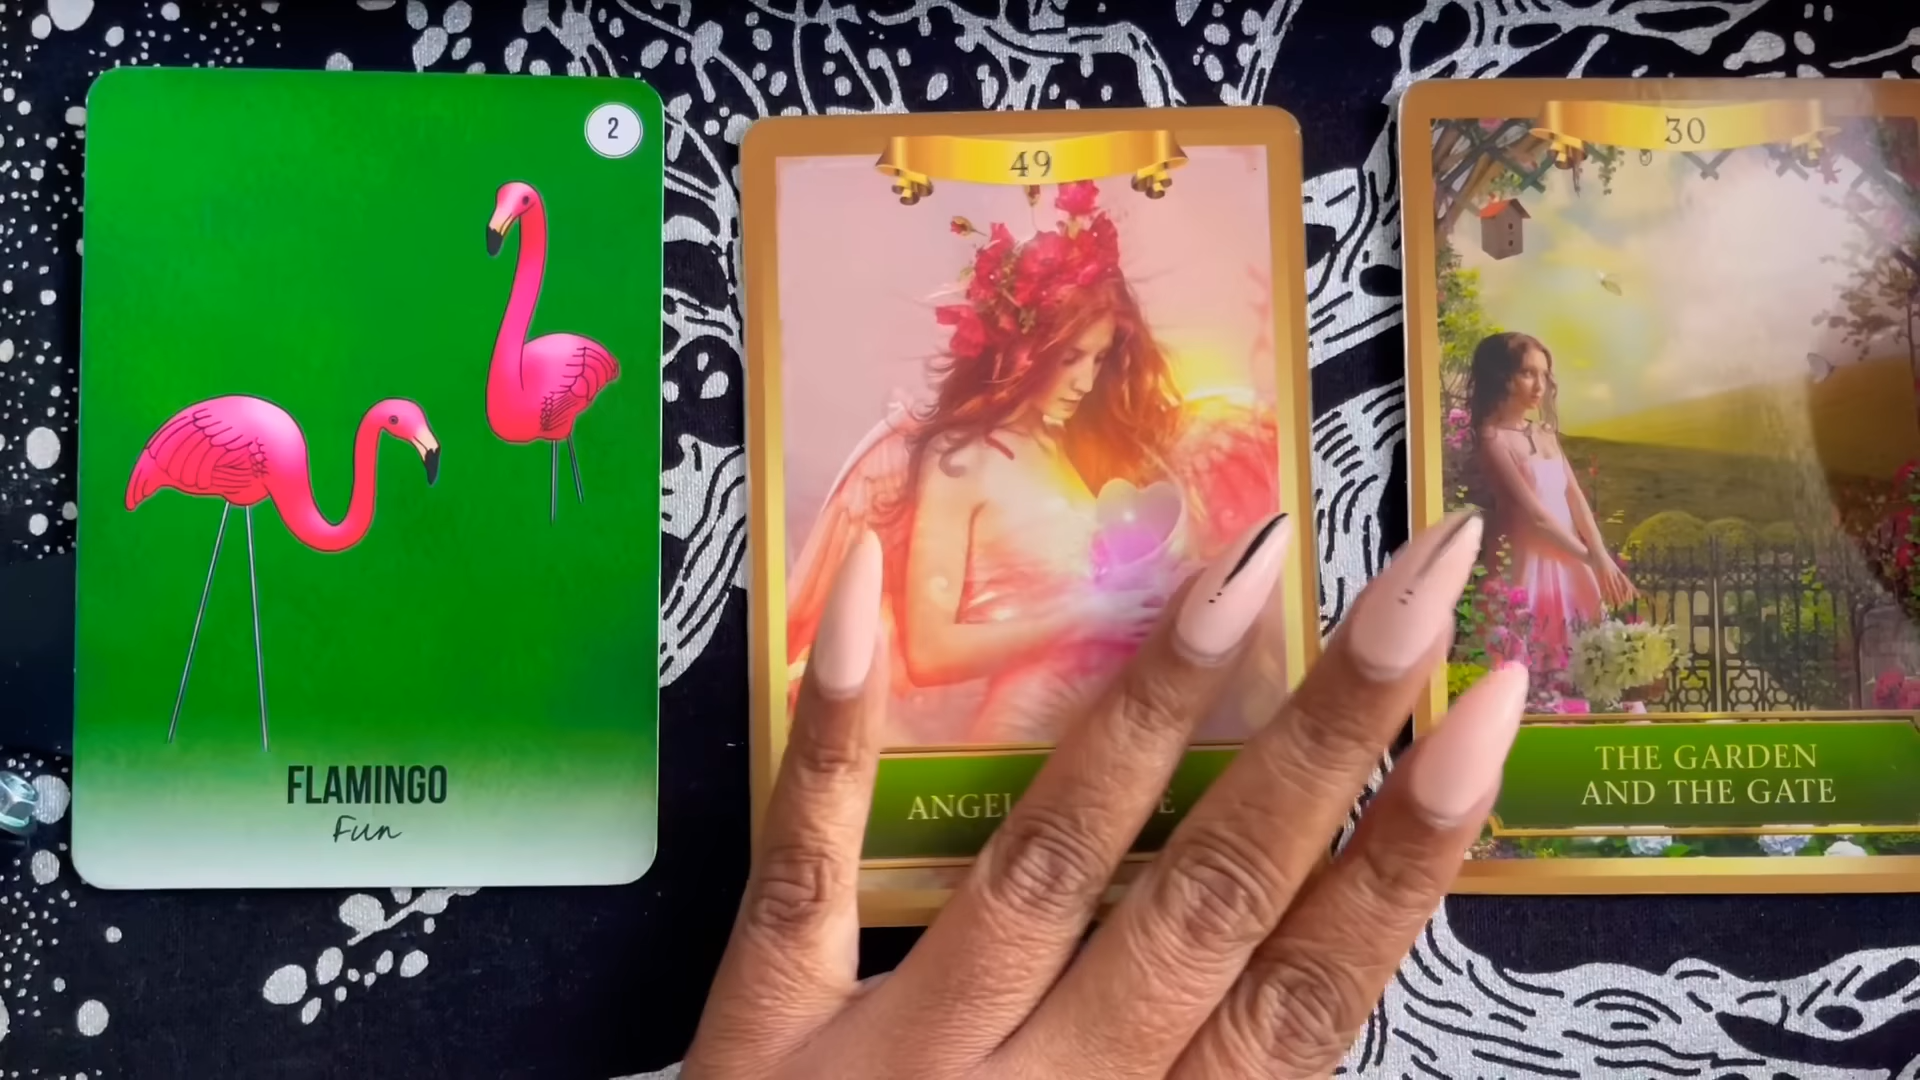 2
FLAMINGO
Fun
49
30
THE GARDEN
AND THE GATE